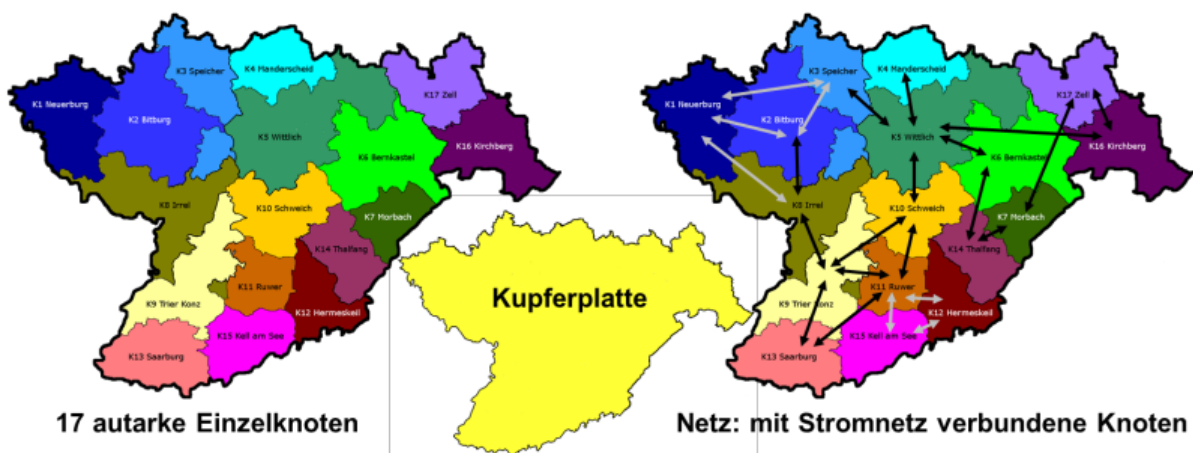 K3 Speicher
K4 Manderscheid
K1 Neuerburg
K2 Bitburg
K17 Zell
K5 Wittlich
K16 Kirchberg
K6 Bernkastel
K8 Irrel
K10 Schweich
K7 Morbach
K14 Thalfang
K11 Ruwer
K9 Trier Konz
K12 Hermeskeil
K15 Kell am See
K13 Saarburg
17 autarke Einzelknoten
Kupferplatte
K3 Speicher
K4 Manderscheid
K1 Neuerburg
K2 Bitburg
K17 Zell
K5 Wittlich
K16 Kirchberg
K6 Bernkastel
K8 Irrel
K10 Schweich
K7 Morbach
K14 Thalfang
K11 Ruwer
K9 Trier Konz
K12 Hermeskeil
K15 Kell am See
K13 Saarburg
Netz: mit Stromnetz verbundene Knoten